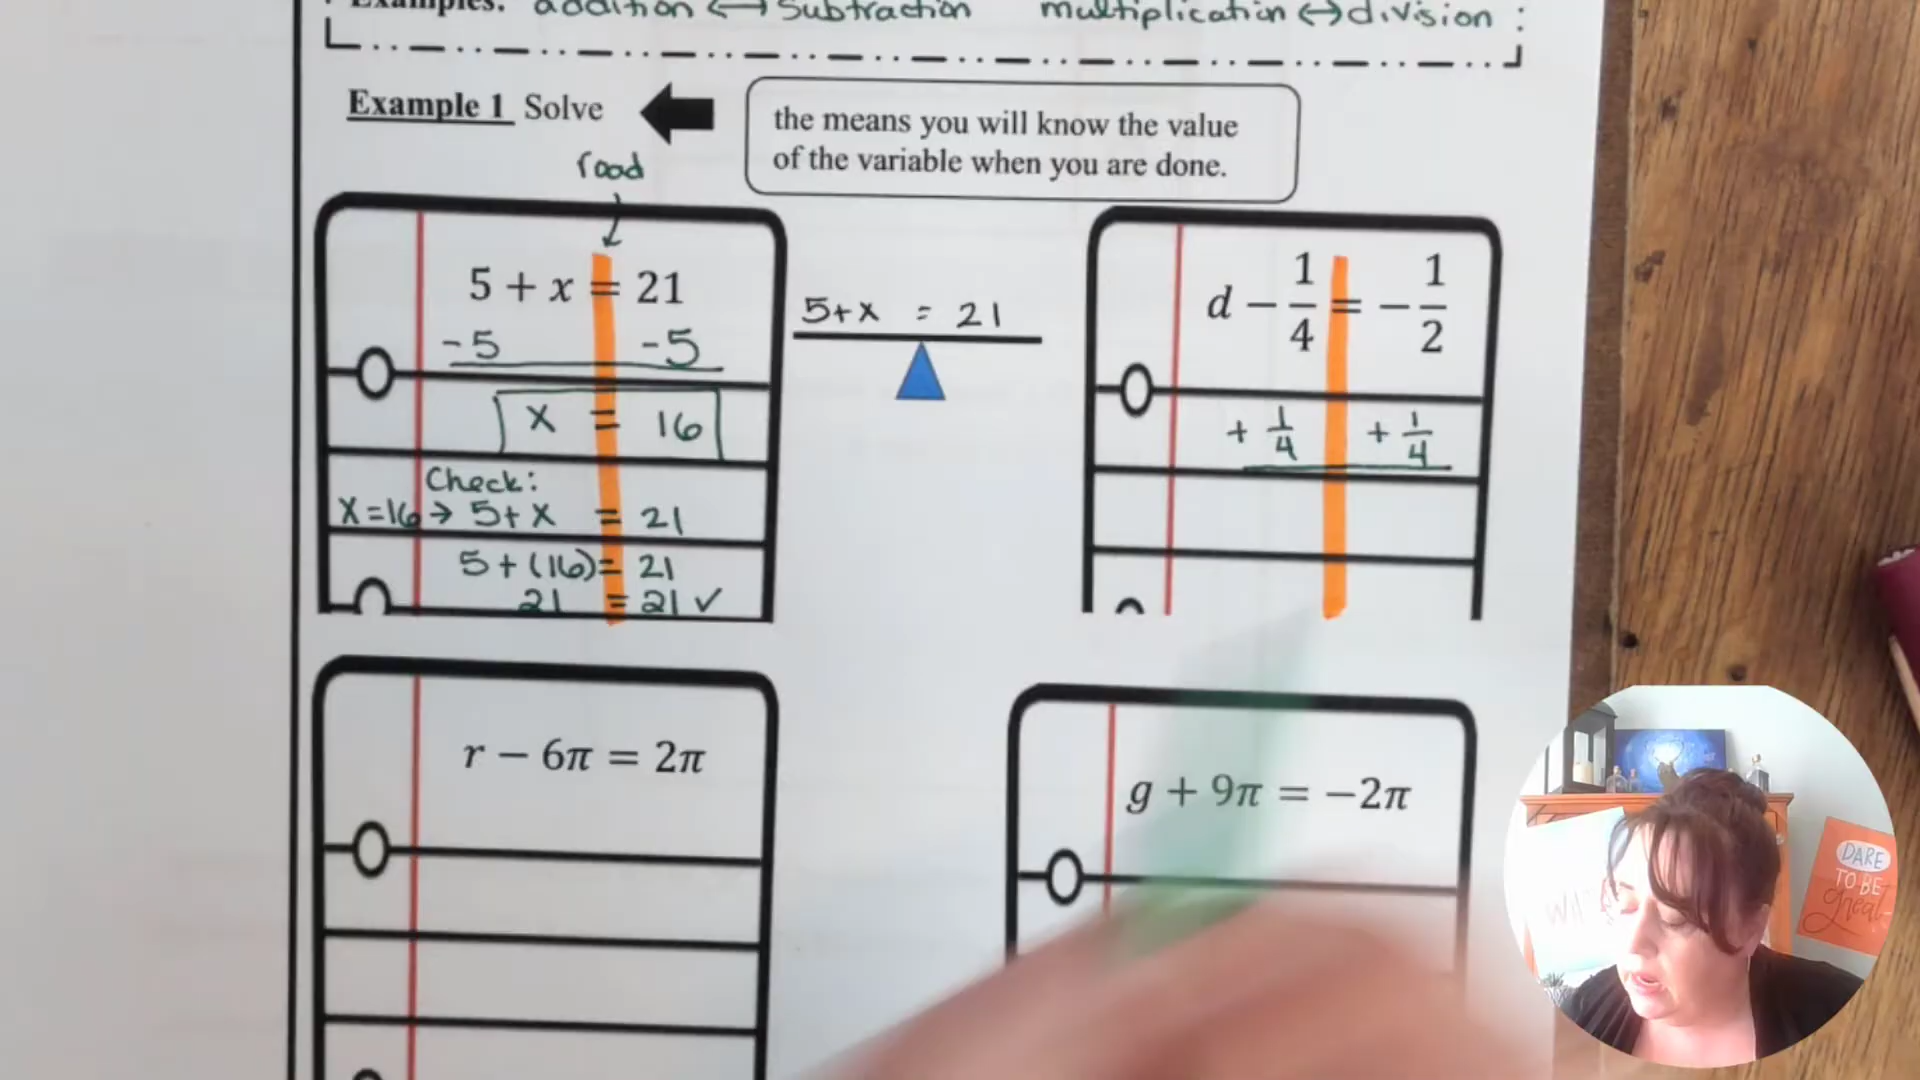 Examples: addition ↔ subtraction multiplication ↔ division
Example 1 Solve
the means you will know the value
of the variable when you are done.
road
5 + x = 21
-5 -5
x = 16
Check:
x=16 → 5+x = 21
5+(16)= 21
21 = 21 ✓
5+x = 21
d − 1/4 = − 1/2
+ 1/4 + 1/4
r − 6π = 2π
g + 9π = −2π
DARE
TO BE
Great